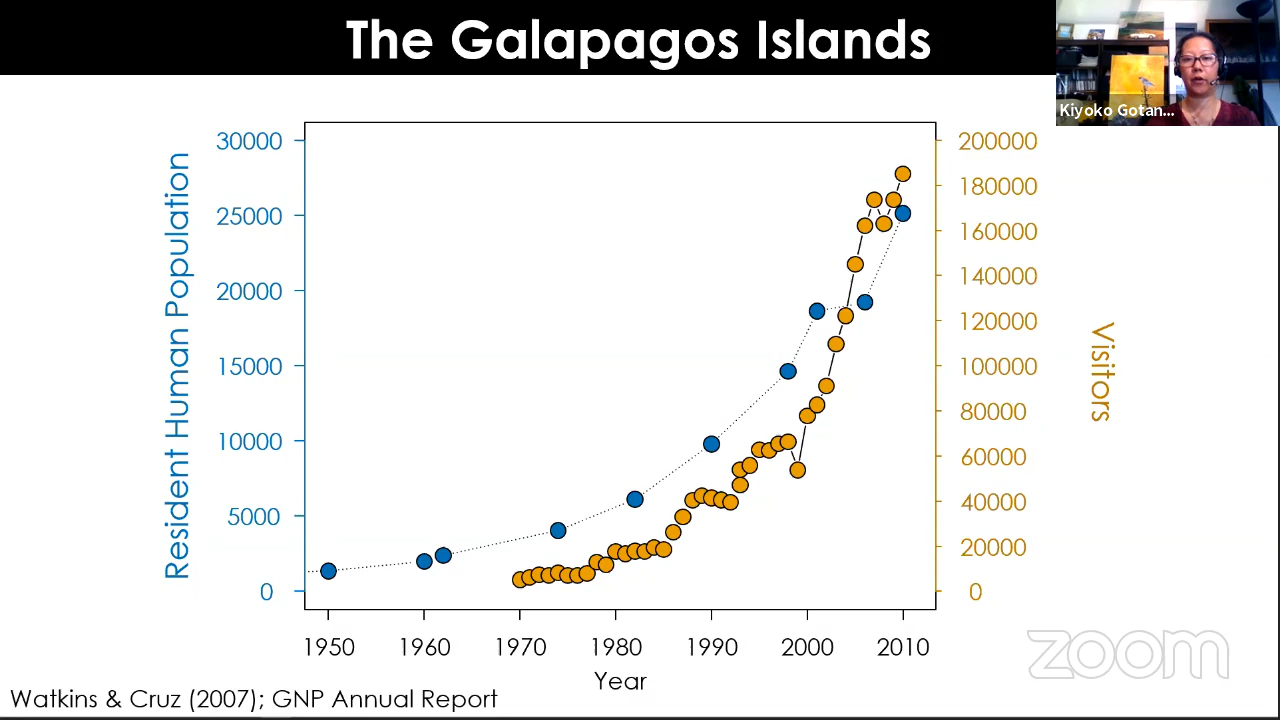 The Galapagos Islands
Kiyoko Gotan...
Resident Human Population
30000
25000
20000
15000
10000
5000
0
200000
180000
160000
140000
120000
100000
80000
60000
40000
20000
0
Visitors
1950 1960 1970 1980 1990 2000 2010
Year
zoom
Watkins & Cruz (2007); GNP Annual Report